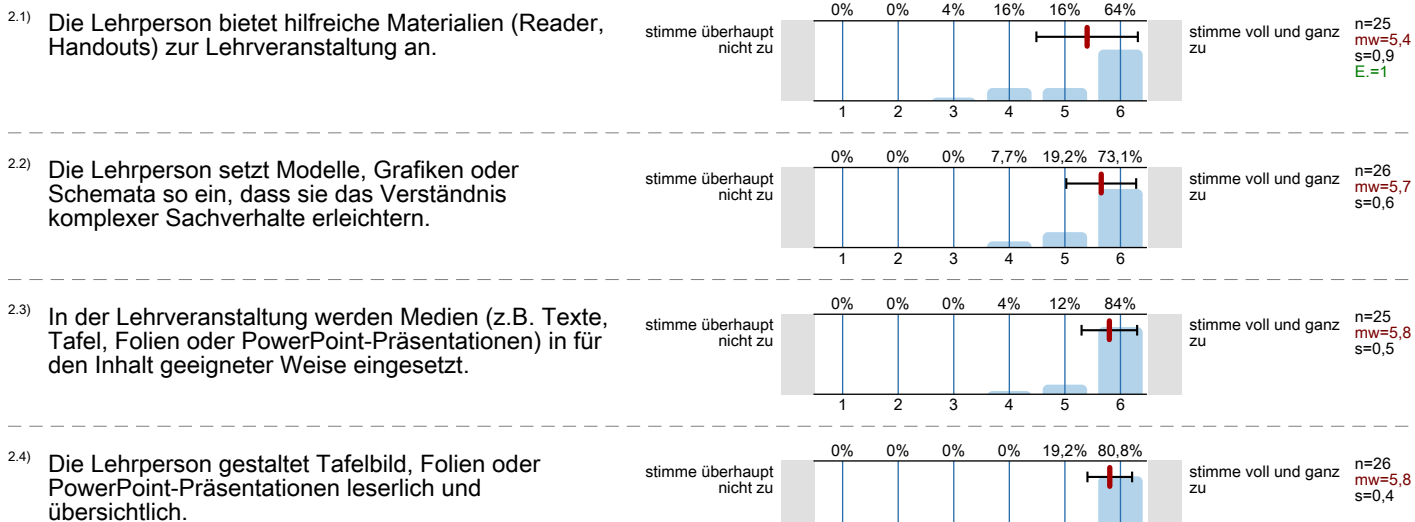 2.1) Die Lehrperson bietet hilfreiche Materialien (Reader,
Handouts) zur Lehrveranstaltung an.
stimme überhaupt
nicht zu
0% 0% 4% 16% 16% 64%
1 2 3 4 5 6
stimme voll und ganz
zu
n=25
mw=5,4
s=0,9
E.=1
2.2) Die Lehrperson setzt Modelle, Grafiken oder
Schemata so ein, dass sie das Verständnis
komplexer Sachverhalte erleichtern.
stimme überhaupt
nicht zu
0% 0% 0% 7,7% 19,2% 73,1%
1 2 3 4 5 6
stimme voll und ganz
zu
n=26
mw=5,7
s=0,6
2.3) In der Lehrveranstaltung werden Medien (z.B. Texte,
Tafel, Folien oder PowerPoint-Präsentationen) in für
den Inhalt geeigneter Weise eingesetzt.
stimme überhaupt
nicht zu
0% 0% 0% 4% 12% 84%
1 2 3 4 5 6
stimme voll und ganz
zu
n=25
mw=5,8
s=0,5
2.4) Die Lehrperson gestaltet Tafelbild, Folien oder
PowerPoint-Präsentationen leserlich und
übersichtlich.
stimme überhaupt
nicht zu
0% 0% 0% 0% 19,2% 80,8%
stimme voll und ganz
zu
n=26
mw=5,8
s=0,4